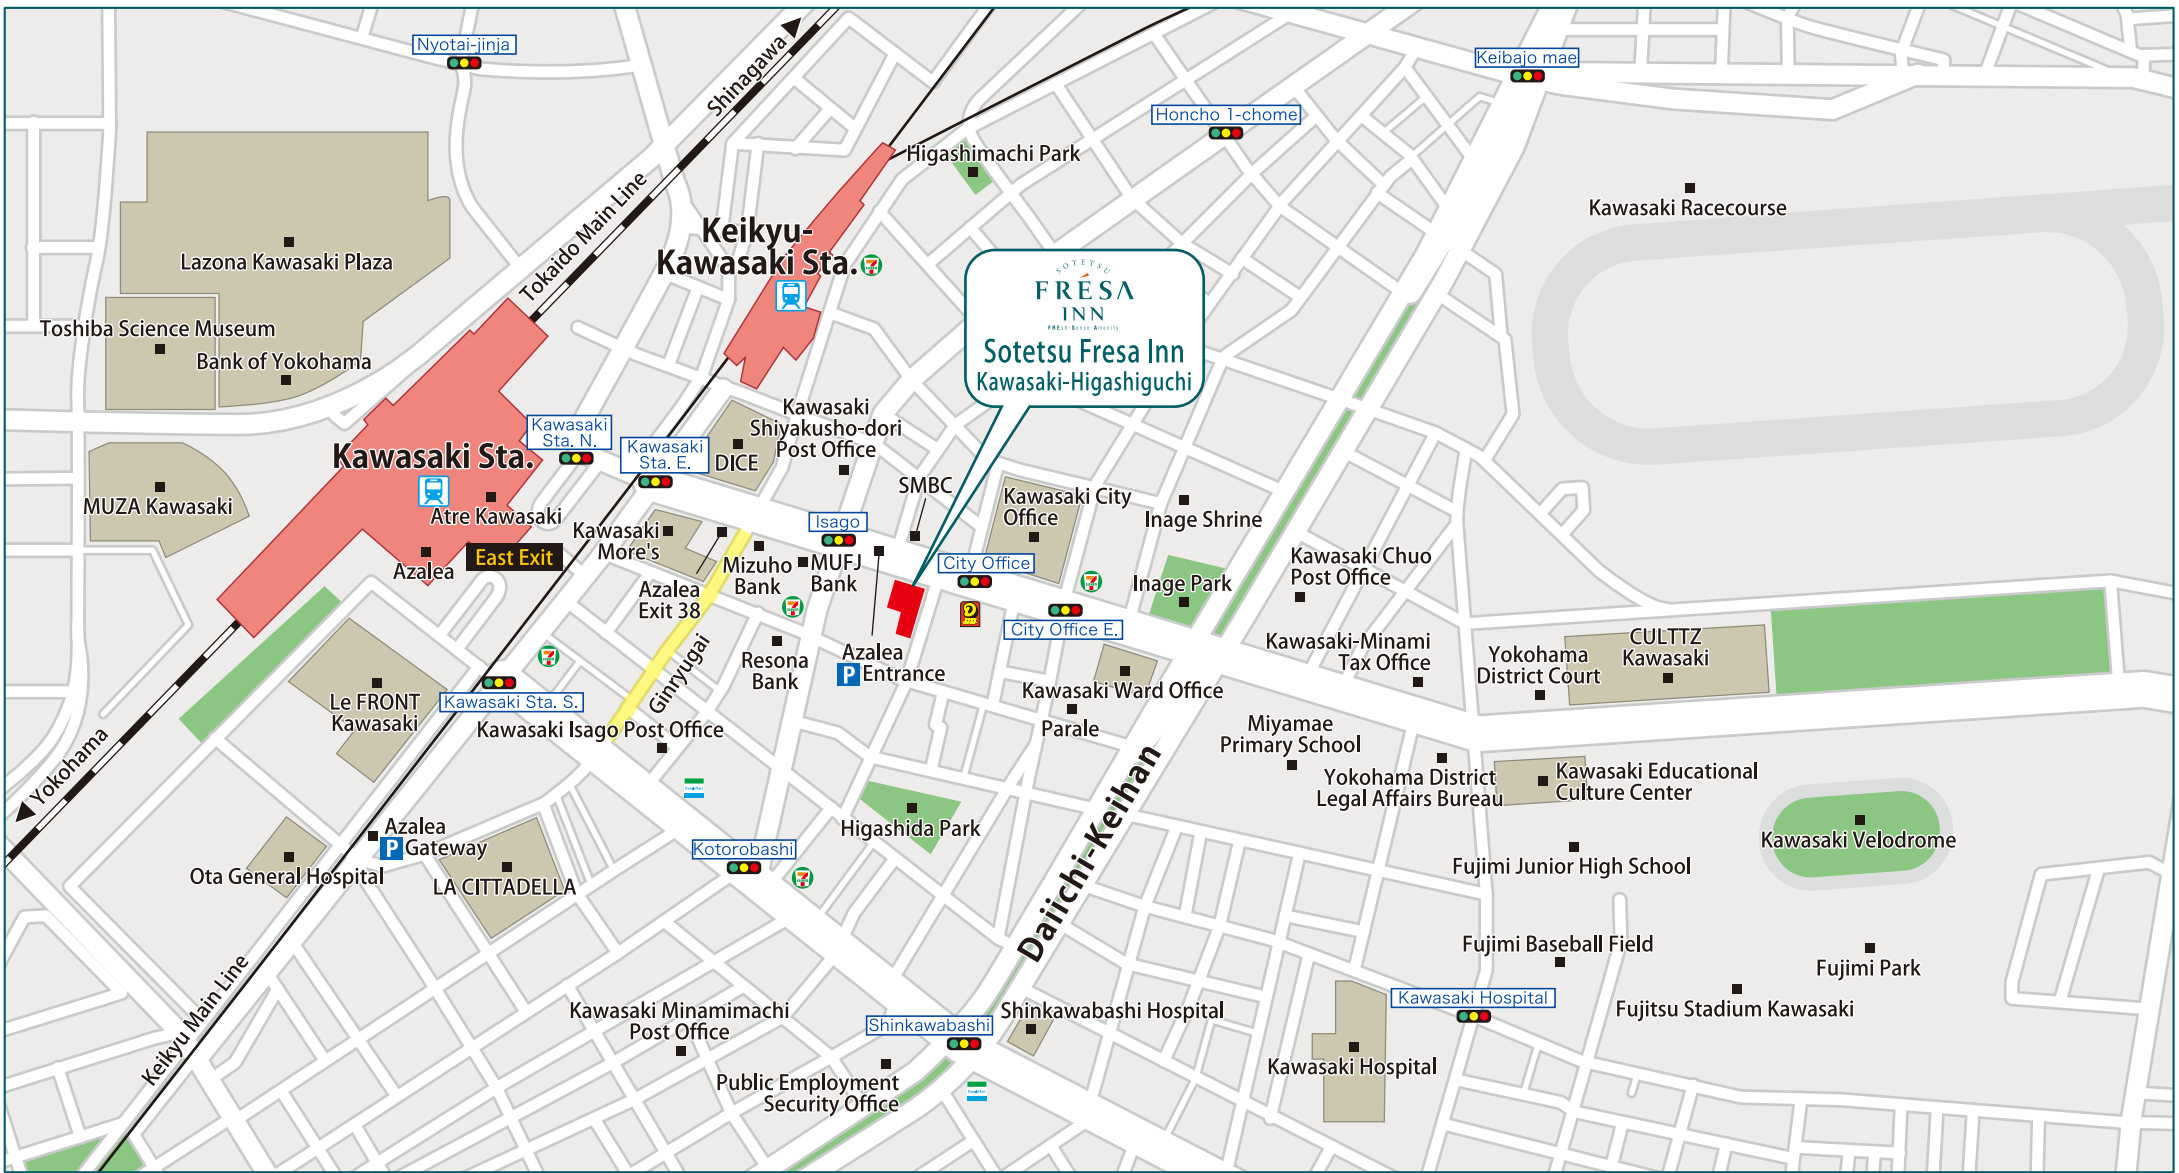 Nyotai-jinja
Shinagawa
Keibajo mae
Honcho 1-chome
Higashimachi Park
Kawasaki Racecourse
Tokaido Main Line
Lazona Kawasaki Plaza
Keikyu-
Kawasaki Sta.
SOTETSU
FRÉSA
INN
FREsh·Sense·Amenity
Sotetsu Fresa Inn
Kawasaki-Higashiguchi
Toshiba Science Museum
Bank of Yokohama
Kawasaki
Shiyakusho-dori
Post Office
Kawasaki
Sta. N.
Kawasaki
Sta. E.
DICE
Kawasaki Sta.
MUZA Kawasaki
Atre Kawasaki
SMBC
Kawasaki City
Office
Inage Shrine
Kawasaki
More's
Isago
East Exit
Azalea
Mizuho
Bank
MUFJ
Bank
City Office
Inage Park
Kawasaki Chuo
Post Office
Azalea
Exit 38
City Office E.
Ginryugai
Resona
Bank
Azalea
P Entrance
Kawasaki-Minami
Tax Office
Yokohama
District Court
CULTTZ
Kawasaki
Kawasaki Ward Office
Parale
Le FRONT
Kawasaki
Kawasaki Sta. S.
Kawasaki Isago Post Office
Miyamae
Primary School
Yokohama District
Legal Affairs Bureau
Kawasaki Educational
Culture Center
Yokohama
Daiichi-Keihan
Higashida Park
Kawasaki Velodrome
Azalea
P Gateway
Kotorobashi
Ota General Hospital
LA CITTADELLA
Fujimi Junior High School
Fujimi Baseball Field
Fujimi Park
Fujitsu Stadium Kawasaki
Keikyu Main Line
Kawasaki Minamimachi
Post Office
Shinkawabashi
Shinkawabashi Hospital
Kawasaki Hospital
Kawasaki Hospital
Public Employment
Security Office